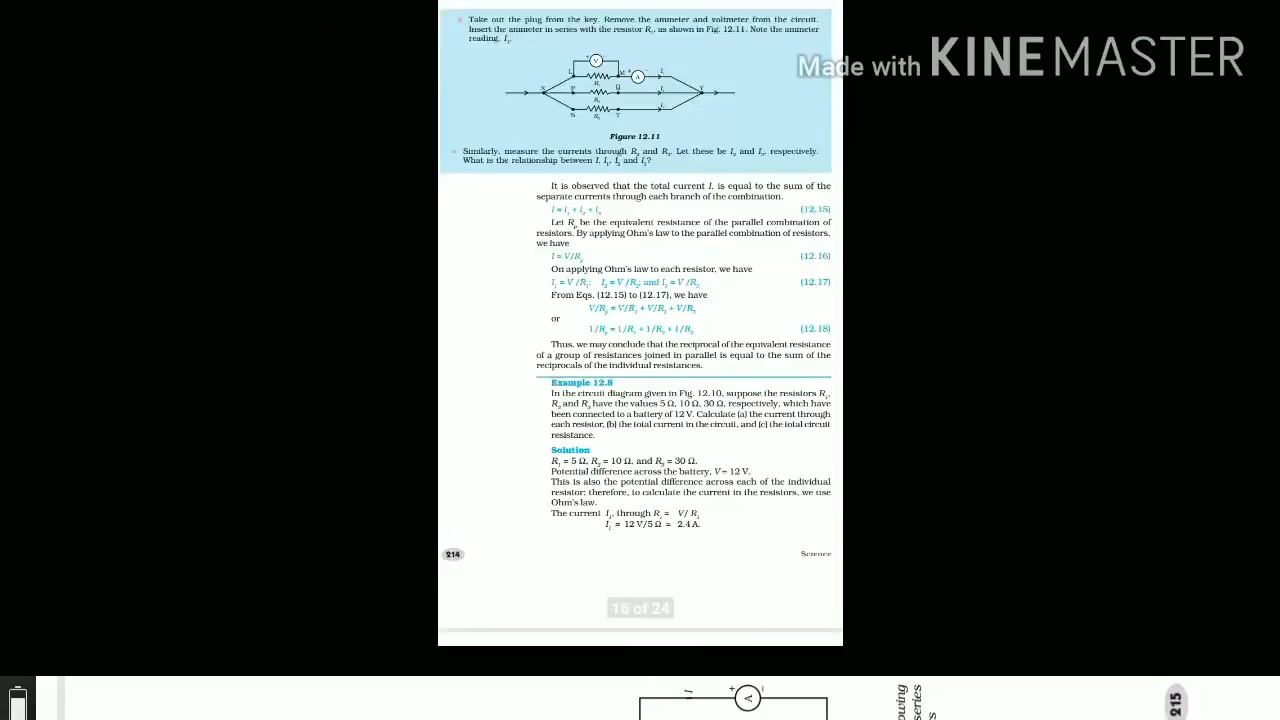 Take out the plug from the key. Remove the ammeter and voltmeter from the circuit.
Insert the ammeter in series with the resistor R1, as shown in Fig. 12.11. Note the ammeter
reading, I1.
Made with KINEMASTER
V
L
M
+ A −
I1
R1
X
P
Q
I2
Y
R2
S
R3
T
Figure 12.11
Similarly, measure the currents through R2 and R3. Let these be I2 and I3, respectively.
What is the relationship between I, I1, I2 and I3?
It is observed that the total current I, is equal to the sum of the
separate currents through each branch of the combination.
I = I1 + I2 + I3 (12.15)
Let Rp be the equivalent resistance of the parallel combination of
resistors. By applying Ohm's law to the parallel combination of resistors,
we have
I = V/Rp (12.16)
On applying Ohm's law to each resistor, we have
I1 = V /R1; I2 = V /R2; and I3 = V /R3 (12.17)
From Eqs. (12.15) to (12.17), we have
V/Rp = V/R1 + V/R2 + V/R3
or
1/Rp = 1/R1 + 1/R2 + 1/R3 (12.18)
Thus, we may conclude that the reciprocal of the equivalent resistance
of a group of resistances joined in parallel is equal to the sum of the
reciprocals of the individual resistances.
Example 12.8
In the circuit diagram given in Fig. 12.10, suppose the resistors R1,
R2 and R3 have the values 5 Ω, 10 Ω, 30 Ω, respectively, which have
been connected to a battery of 12 V. Calculate (a) the current through
each resistor, (b) the total current in the circuit, and (c) the total circuit
resistance.
Solution
R1 = 5 Ω, R2 = 10 Ω, and R3 = 30 Ω.
Potential difference across the battery, V = 12 V.
This is also the potential difference across each of the individual
resistor; therefore, to calculate the current in the resistors, we use
Ohm's law.
The current I1, through R1 = V/ R1
I1 = 12 V/5 Ω = 2.4 A.
214
Science
16 of 24
I
+ A −
owing
series
215